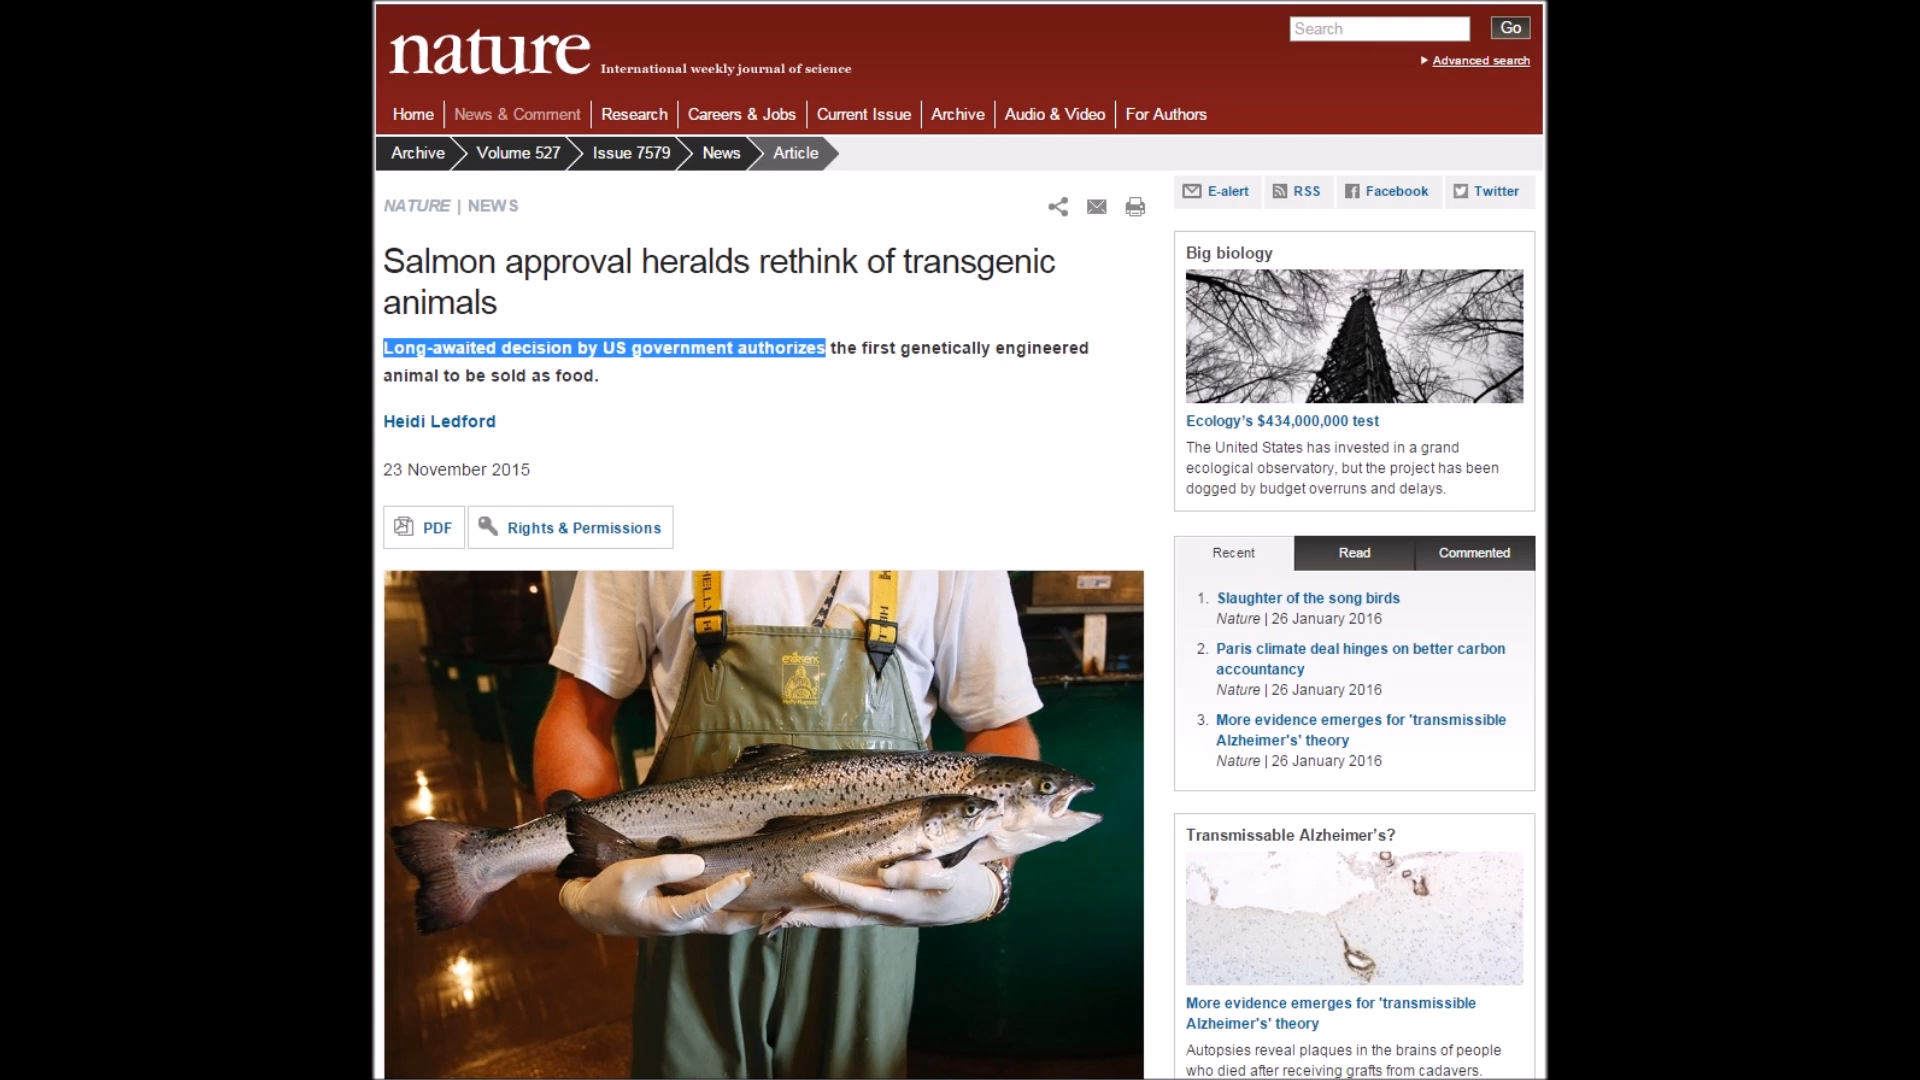 nature
International weekly journal of science
Search
Go
Advanced search
Home
News & Comment
Research
Careers & Jobs
Current Issue
Archive
Audio & Video
For Authors
Archive
Volume 527
Issue 7579
News
Article
E-alert
RSS
Facebook
Twitter
NATURE | NEWS
Salmon approval heralds rethink of transgenic
animals
Long-awaited decision by US government authorizes the first genetically engineered
animal to be sold as food.
Heidi Ledford
23 November 2015
PDF
Rights & Permissions
HELLY H
HELL
Big biology
Ecology's $434,000,000 test
The United States has invested in a grand
ecological observatory, but the project has been
dogged by budget overruns and delays.
Recent
Read
Commented
1. Slaughter of the song birds
Nature | 26 January 2016
2. Paris climate deal hinges on better carbon
accountancy
Nature | 26 January 2016
3. More evidence emerges for 'transmissible
Alzheimer's' theory
Nature | 26 January 2016
Transmissable Alzheimer's?
More evidence emerges for 'transmissible
Alzheimer's' theory
Autopsies reveal plaques in the brains of people
who died after receiving grafts from cadavers.